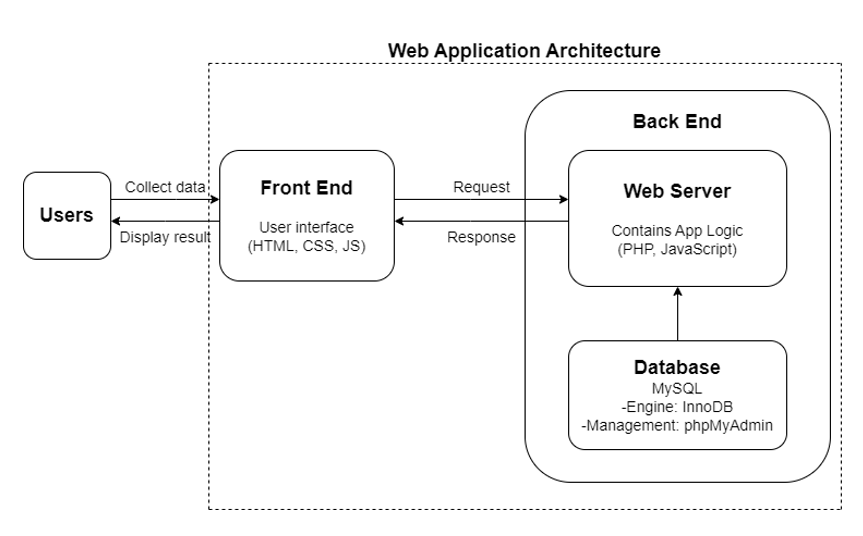 Web Application Architecture
Back End
Users
Collect data
Display result
Front End
User interface
(HTML, CSS, JS)
Request
Response
Web Server
Contains App Logic
(PHP, JavaScript)
Database
MySQL
-Engine: InnoDB
-Management: phpMyAdmin